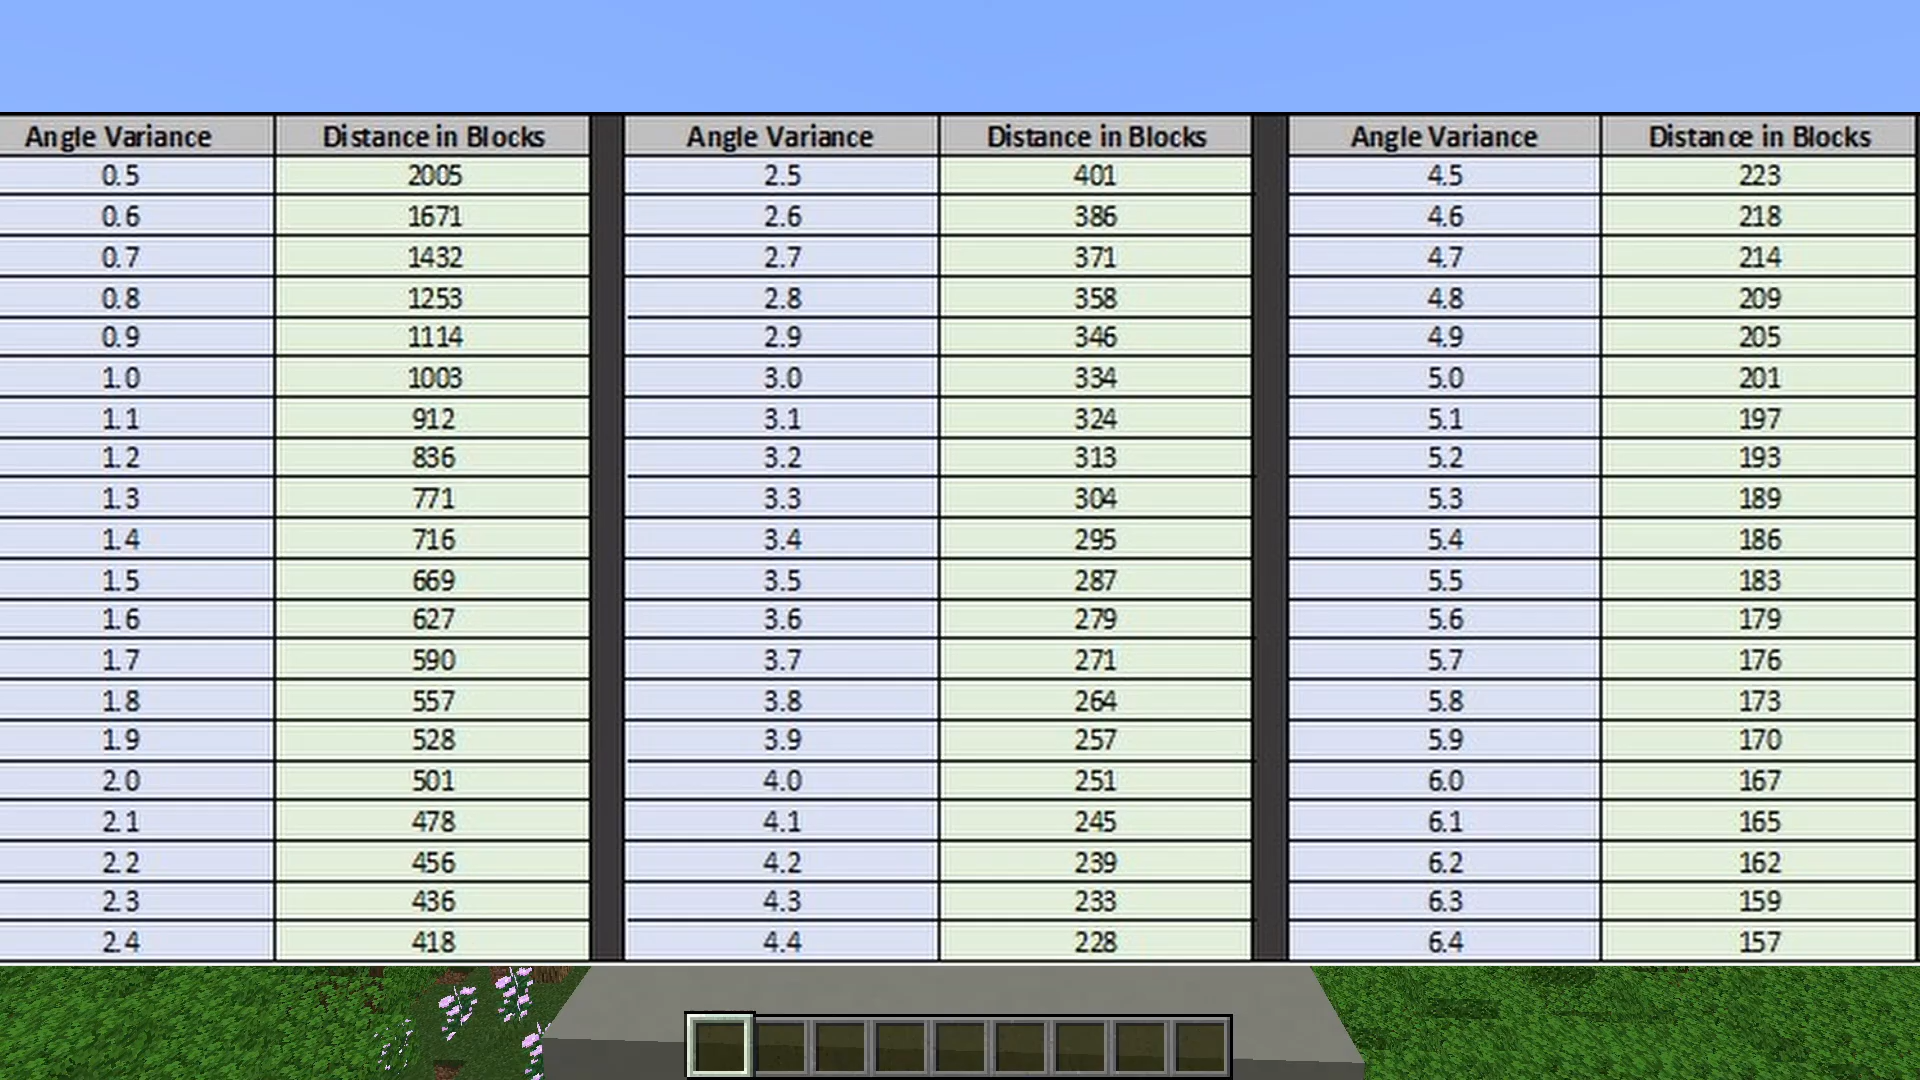 Angle Variance Distance in Blocks Angle Variance Distance in Blocks Angle Variance Distance in Blocks
0.5 2005 2.5 401 4.5 223
0.6 1671 2.6 386 4.6 218
0.7 1432 2.7 371 4.7 214
0.8 1253 2.8 358 4.8 209
0.9 1114 2.9 346 4.9 205
1.0 1003 3.0 334 5.0 201
1.1 912 3.1 324 5.1 197
1.2 836 3.2 313 5.2 193
1.3 771 3.3 304 5.3 189
1.4 716 3.4 295 5.4 186
1.5 669 3.5 287 5.5 183
1.6 627 3.6 279 5.6 179
1.7 590 3.7 271 5.7 176
1.8 557 3.8 264 5.8 173
1.9 528 3.9 257 5.9 170
2.0 501 4.0 251 6.0 167
2.1 478 4.1 245 6.1 165
2.2 456 4.2 239 6.2 162
2.3 436 4.3 233 6.3 159
2.4 418 4.4 228 6.4 157